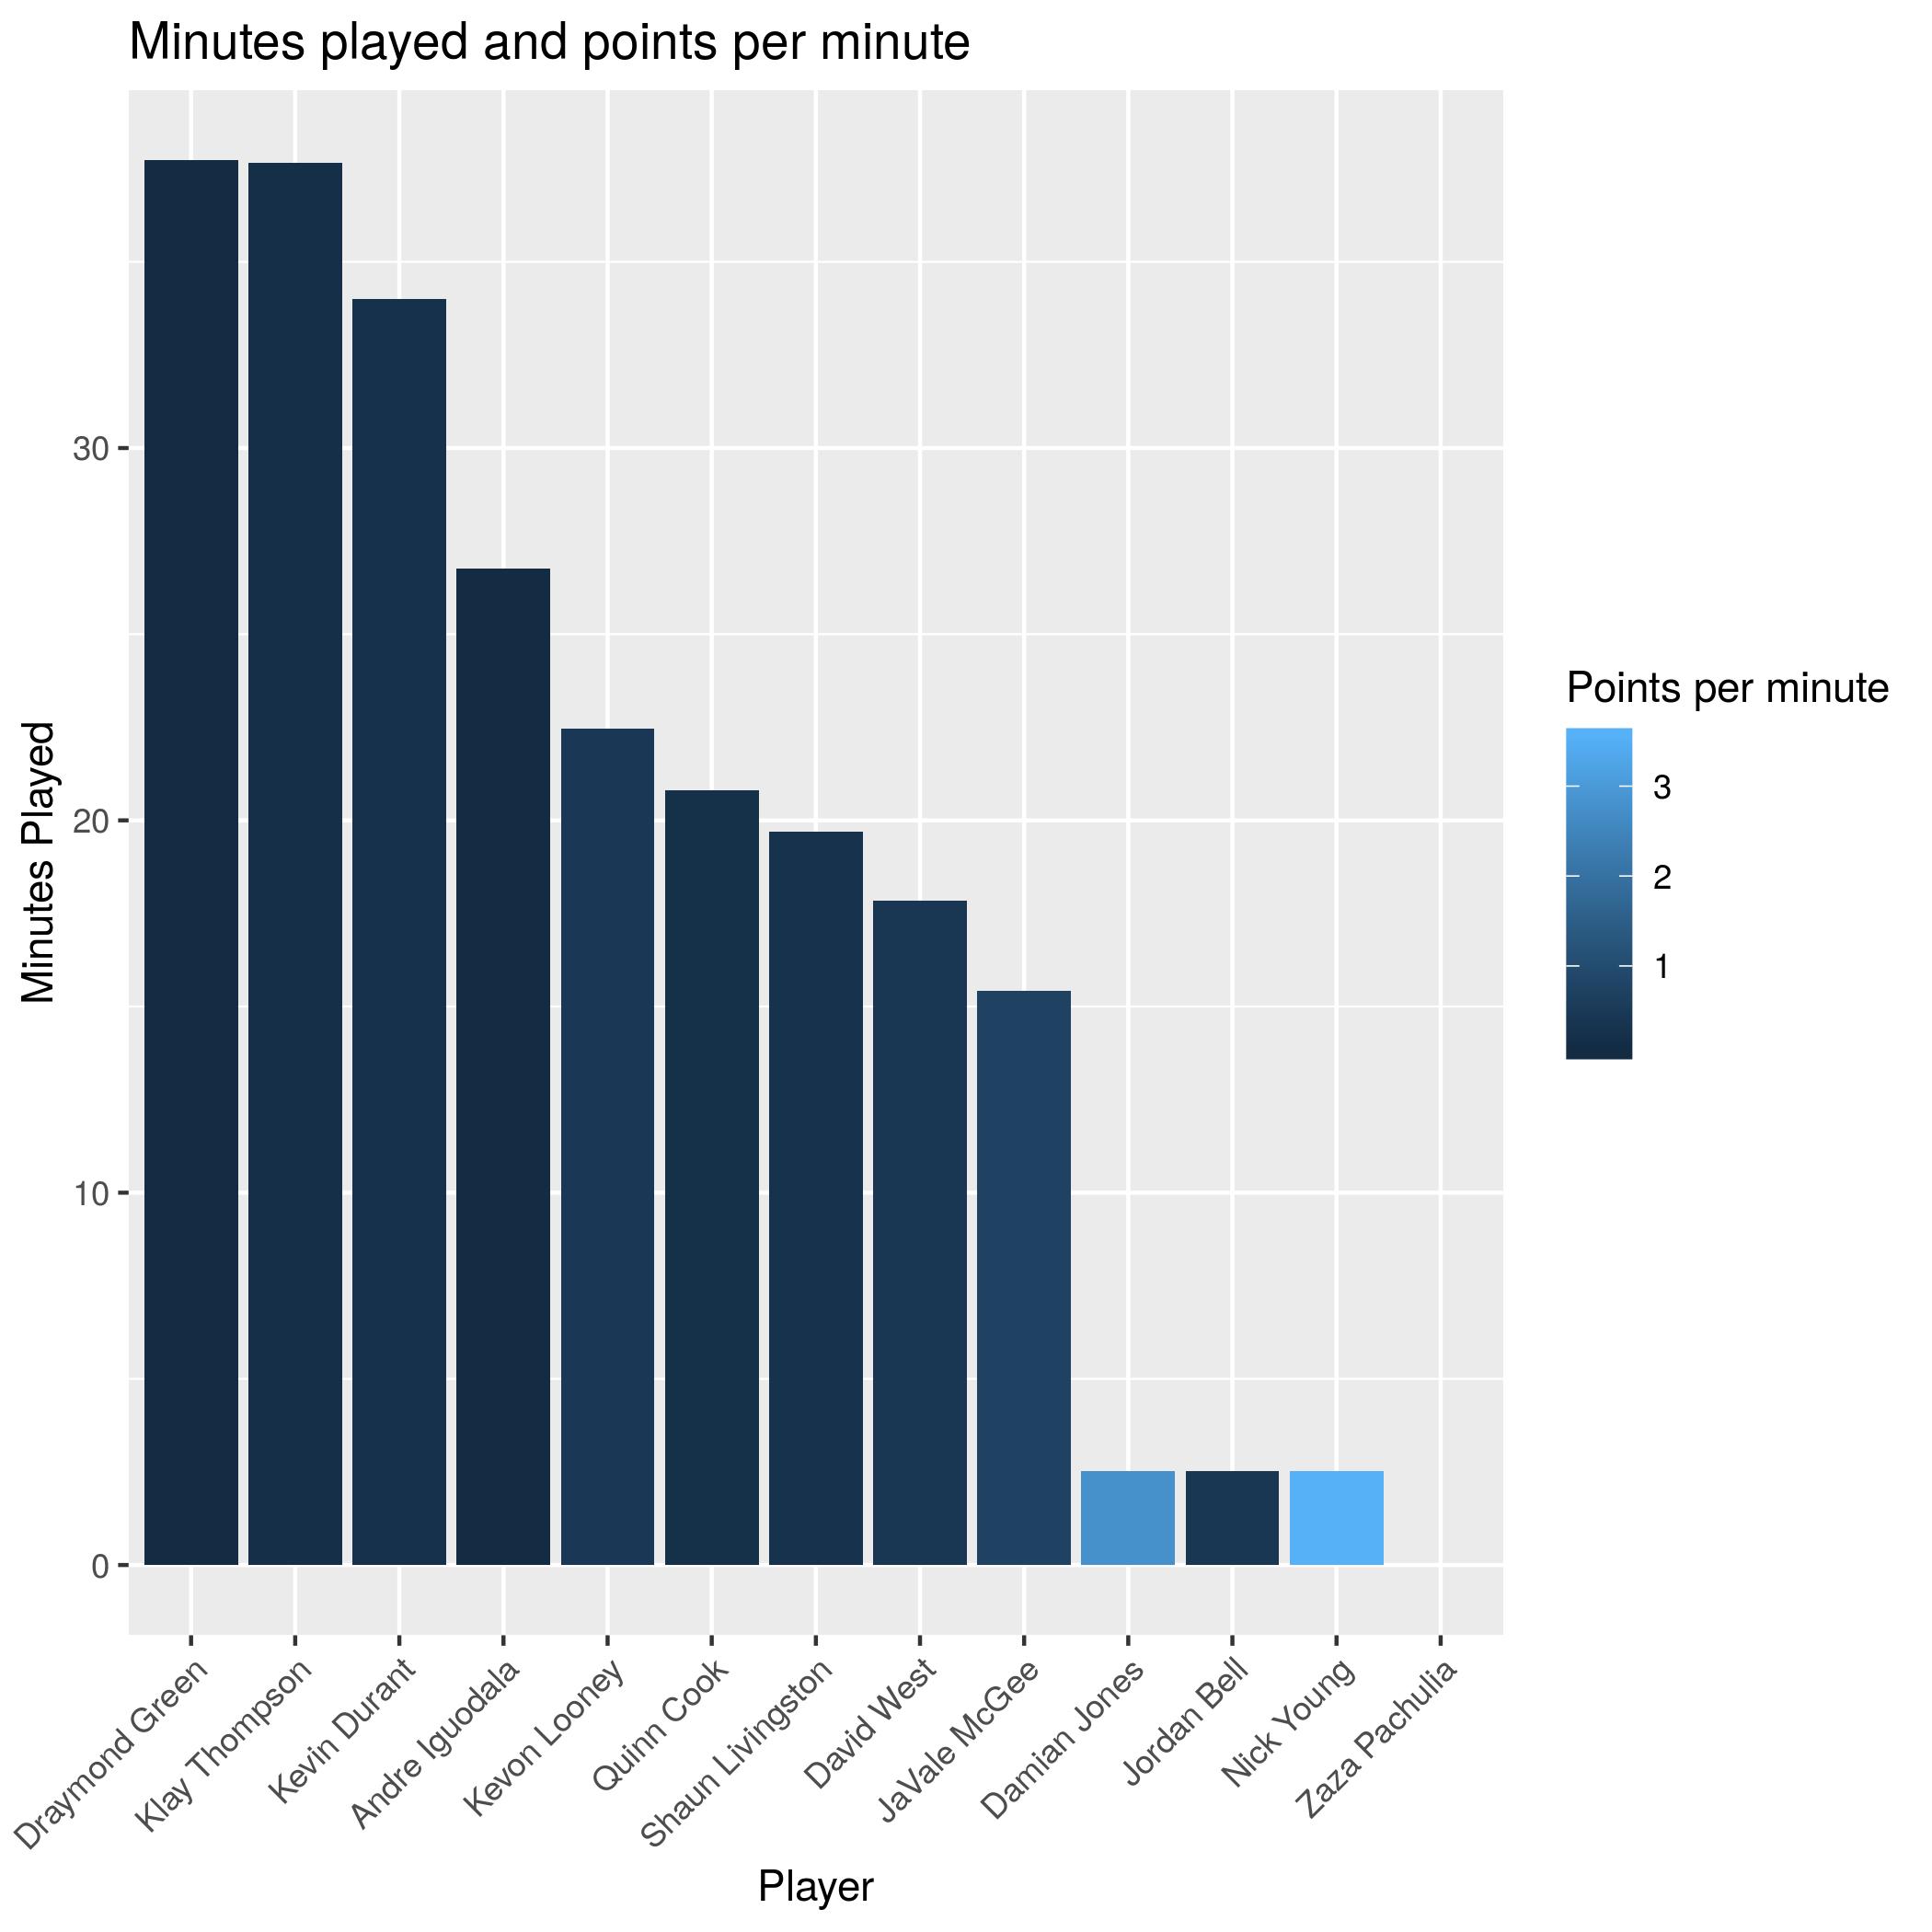 Minutes played and points per minute
Minutes Played
30
20
10
0
Draymond Green
Klay Thompson
Kevin Durant
Andre Iguodala
Kevon Looney
Quinn Cook
Shaun Livingston
David West
JaVale McGee
Damian Jones
Jordan Bell
Nick Young
Zaza Pachulia
Player
Points per minute
3
2
1